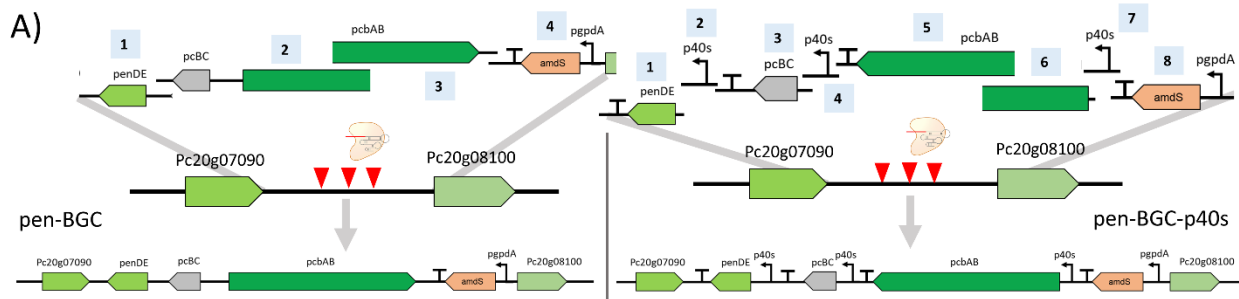 A)
1
penDE
pcBC
2
pcbAB
3
4
pgpdA
amdS
Pc20g07090
Pc20g08100
pen-BGC
Pc20g07090
penDE
pcBC
pcbAB
amdS
pgpdA
Pc20g08100
1
penDE
2
p40s
3
pcBC
p40s
4
5
pcbAB
6
7
p40s
8
amdS
pgpdA
Pc20g07090
Pc20g08100
pen-BGC-p40s
Pc20g07090
penDE
p40s
pcBC
p40s
pcbAB
p40s
amdS
pgpdA
Pc20g08100